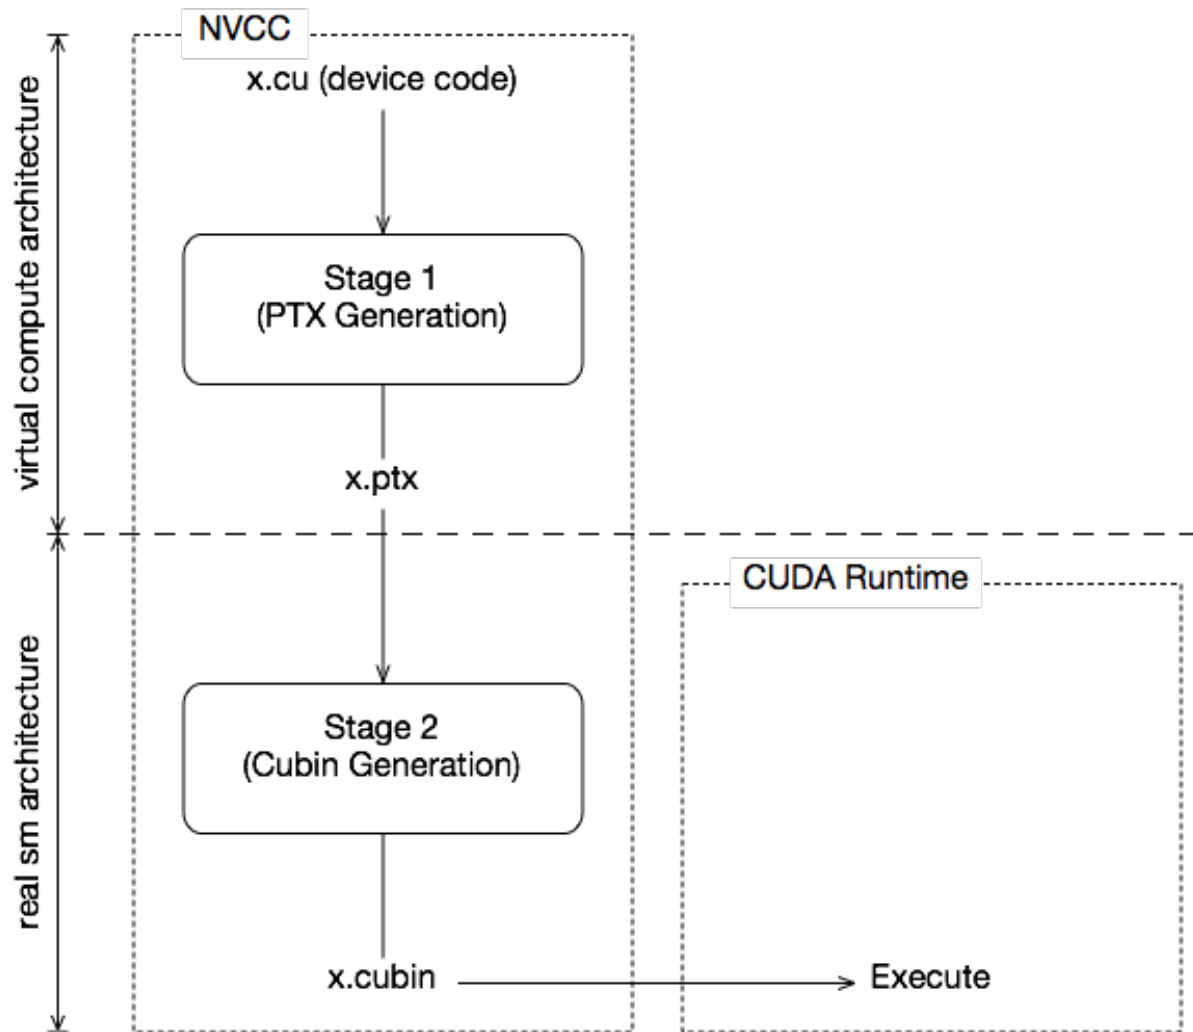 NVCC
x.cu (device code)
virtual compute architecture
Stage 1
(PTX Generation)
x.ptx
CUDA Runtime
real sm architecture
Stage 2
(Cubin Generation)
x.cubin
Execute